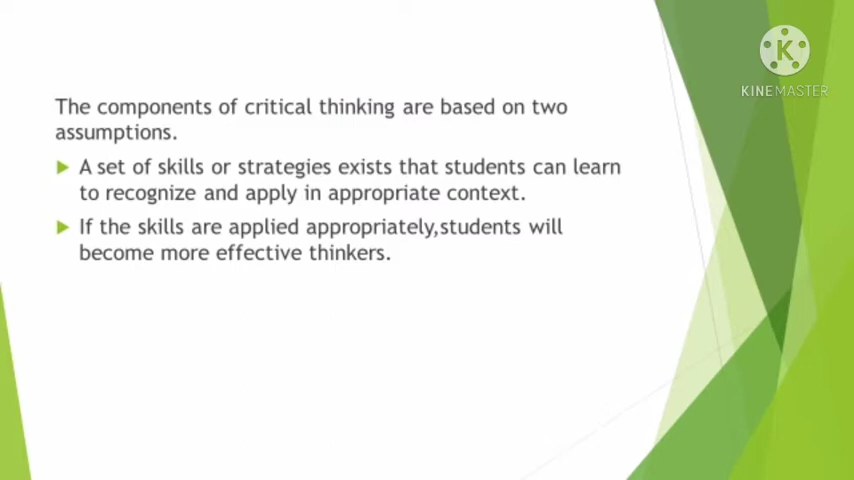 The components of critical thinking are based on two
assumptions.
A set of skills or strategies exists that students can learn
to recognize and apply in appropriate context.
If the skills are applied appropriately,students will
become more effective thinkers.
K
KINEMASTER